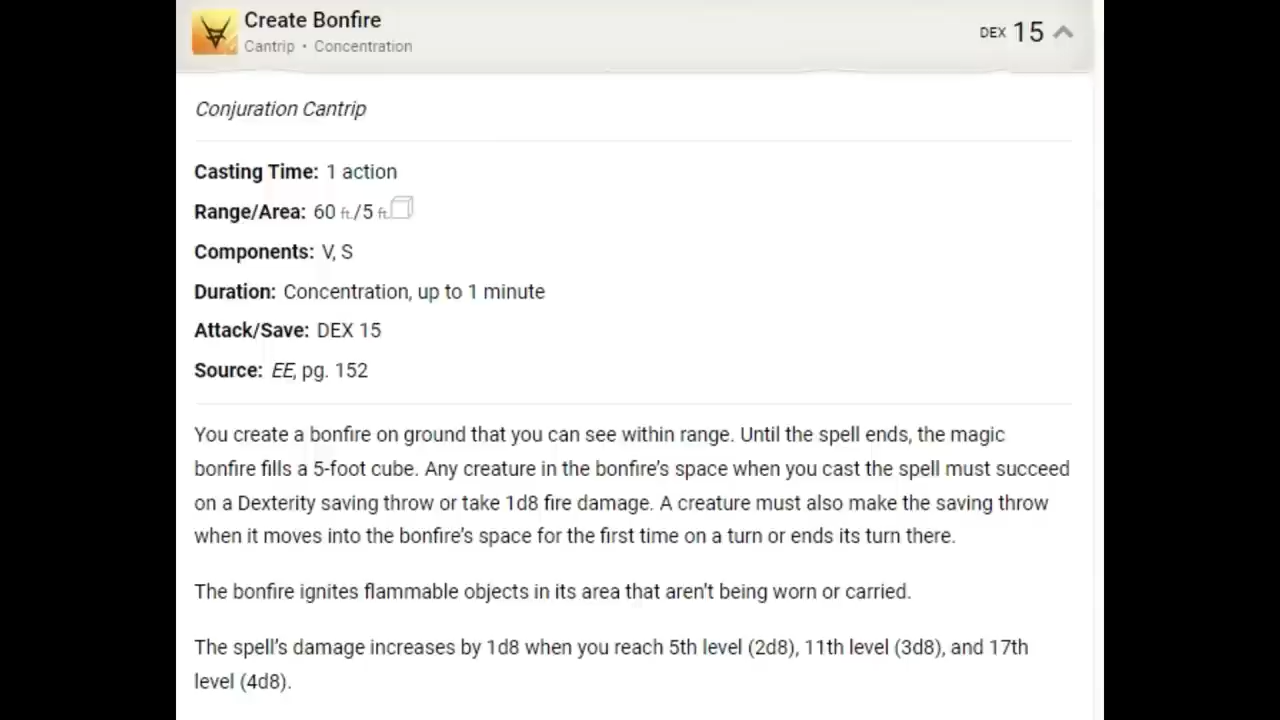 Create Bonfire
Cantrip • Concentration
DEX 15
Conjuration Cantrip
Casting Time: 1 action
Range/Area: 60 ft./5 ft.
Components: V, S
Duration: Concentration, up to 1 minute
Attack/Save: DEX 15
Source: EE, pg. 152
You create a bonfire on ground that you can see within range. Until the spell ends, the magic
bonfire fills a 5-foot cube. Any creature in the bonfire's space when you cast the spell must succeed
on a Dexterity saving throw or take 1d8 fire damage. A creature must also make the saving throw
when it moves into the bonfire's space for the first time on a turn or ends its turn there.
The bonfire ignites flammable objects in its area that aren't being worn or carried.
The spell's damage increases by 1d8 when you reach 5th level (2d8), 11th level (3d8), and 17th
level (4d8).